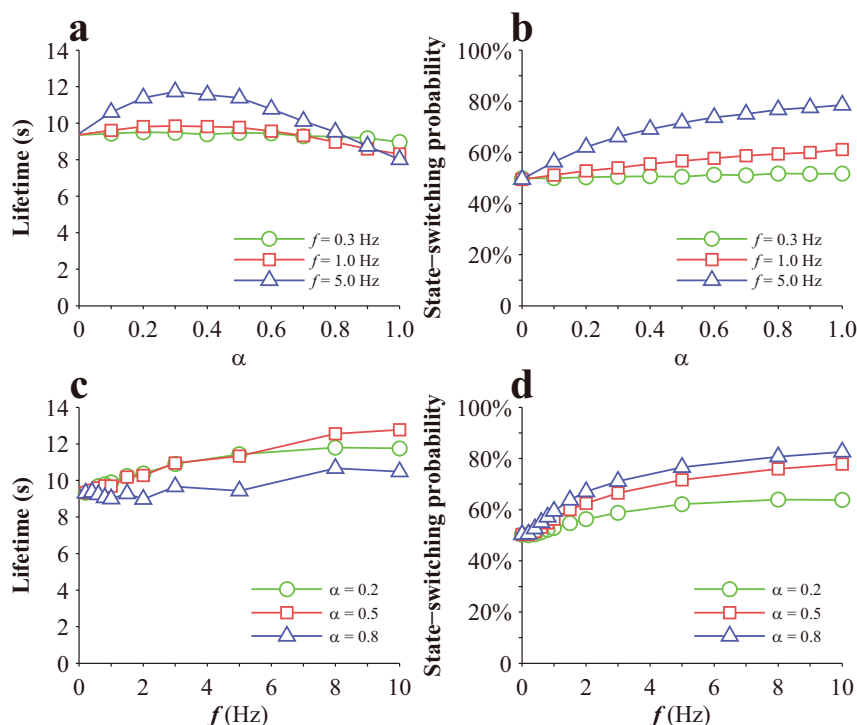 a
Lifetime (s)
14
12
10
8
6
4
2
0
f = 0.3 Hz
f = 1.0 Hz
f = 5.0 Hz
0 0.2 0.4 0.6 0.8 1.0
α
b
State−switching probability
100%
80%
60%
40%
20%
0
f = 0.3 Hz
f = 1.0 Hz
f = 5.0 Hz
0 0.2 0.4 0.6 0.8 1.0
α
c
Lifetime (s)
14
12
10
8
6
4
2
0
α = 0.2
α = 0.5
α = 0.8
0 2 4 6 8 10
f (Hz)
d
State−switching probability
100%
80%
60%
40%
20%
0
α = 0.2
α = 0.5
α = 0.8
0 2 4 6 8 10
f (Hz)